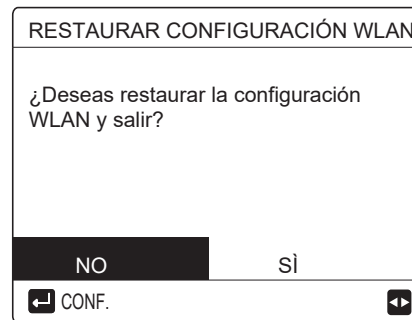 RESTAURAR CONFIGURACIÓN WLAN
¿Deseas restaurar la configuración
WLAN y salir?
NO SÌ
CONF.